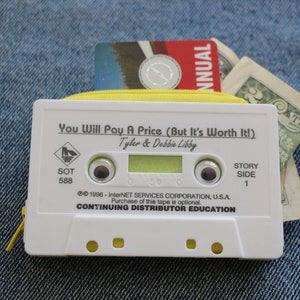 ANNUAL
You Will Pay A Price (But It's Worth It!)
Tyler & Debbie Libby
SOT
588
STORY
SIDE
1
℗© 1996 - InterNET SERVICES CORPORATION, U.S.A.
Purchase of this tape is optional.
CONTINUING DISTRIBUTOR EDUCATION